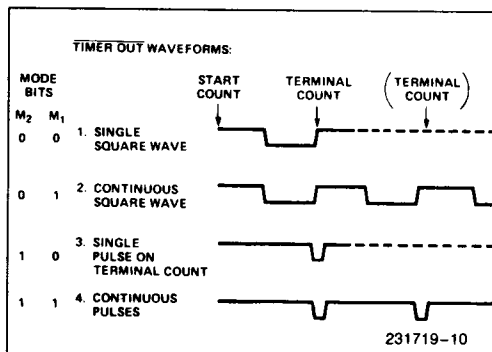 TIMER OUT WAVEFORMS:
MODE BITS
M2 M1
START COUNT
TERMINAL COUNT
(TERMINAL COUNT)
0 0 1. SINGLE SQUARE WAVE
0 1 2. CONTINUOUS SQUARE WAVE
1 0 3. SINGLE PULSE ON TERMINAL COUNT
1 1 4. CONTINUOUS PULSES
231719-10